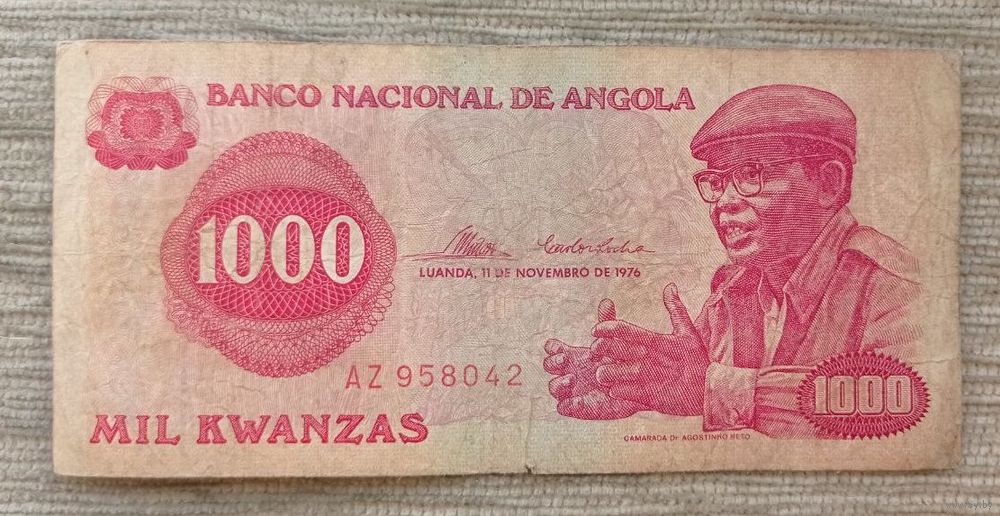 BANCO NACIONAL DE ANGOLA
1000
LUANDA, 11 DE NOVEMBRO DE 1976
AZ 958042
1000
MIL KWANZAS
CAMARADA Dr AGOSTINHO NETO